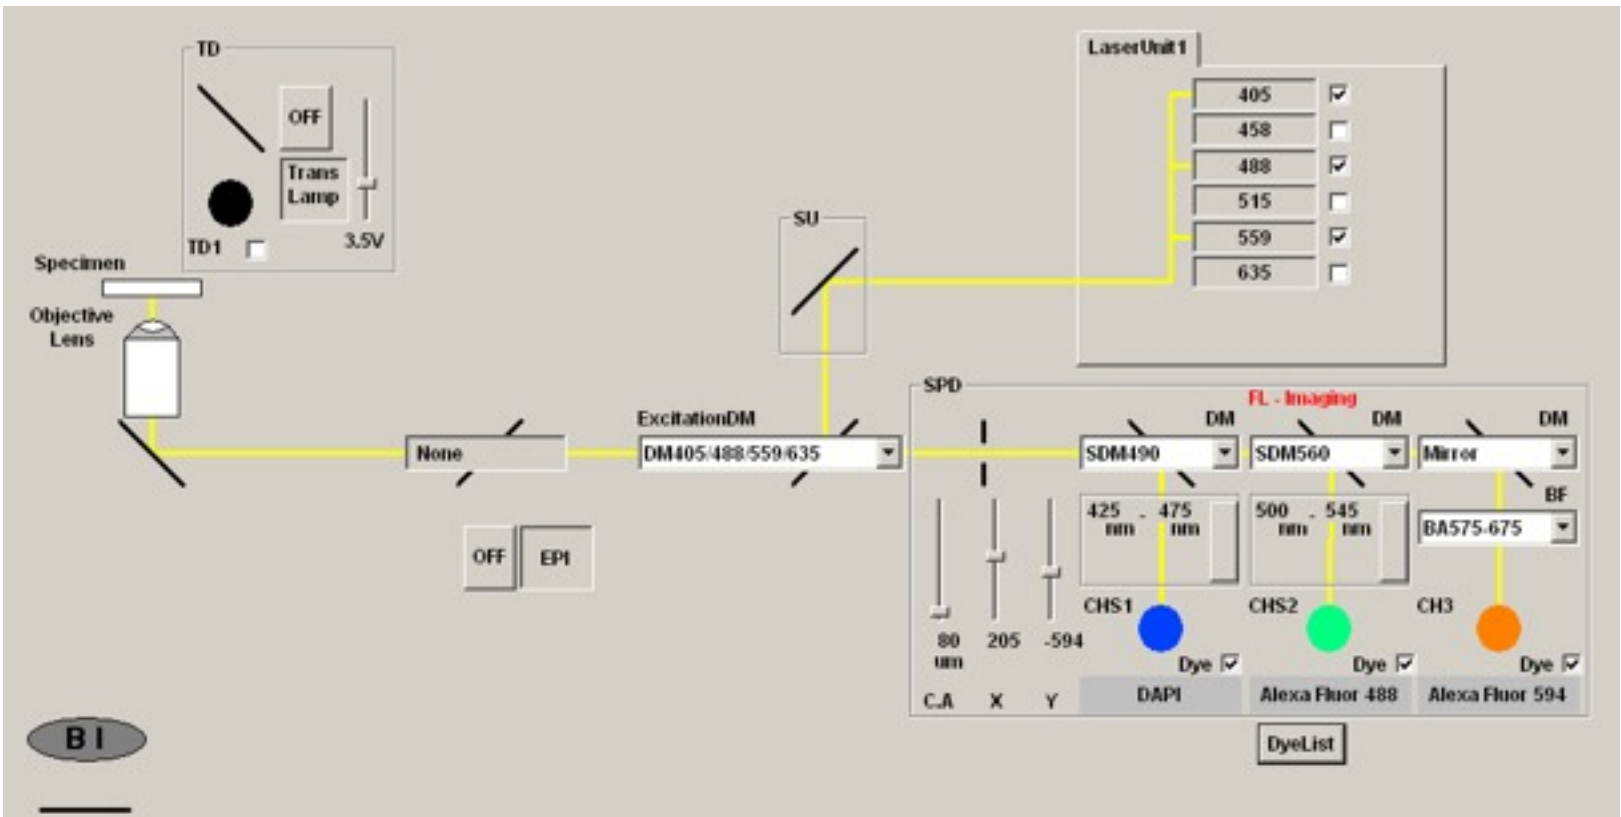 TD
OFF
Trans
Lamp
TD1
3.5V
Specimen
Objective
Lens
LaserUnit1
405
458
488
515
559
635
SU
None
ExcitationDM
DM405/488/559/635
OFF
EPI
SPD
FL - Imaging
DM
DM
DM
SDM490
SDM560
Mirror
425 - 475
nm nm
500 - 545
nm nm
BF
BA575-675
CHS1
CHS2
CH3
80
um
205
-594
C.A
X
Y
Dye
Dye
Dye
DAPI
Alexa Fluor 488
Alexa Fluor 594
DyeList
B I